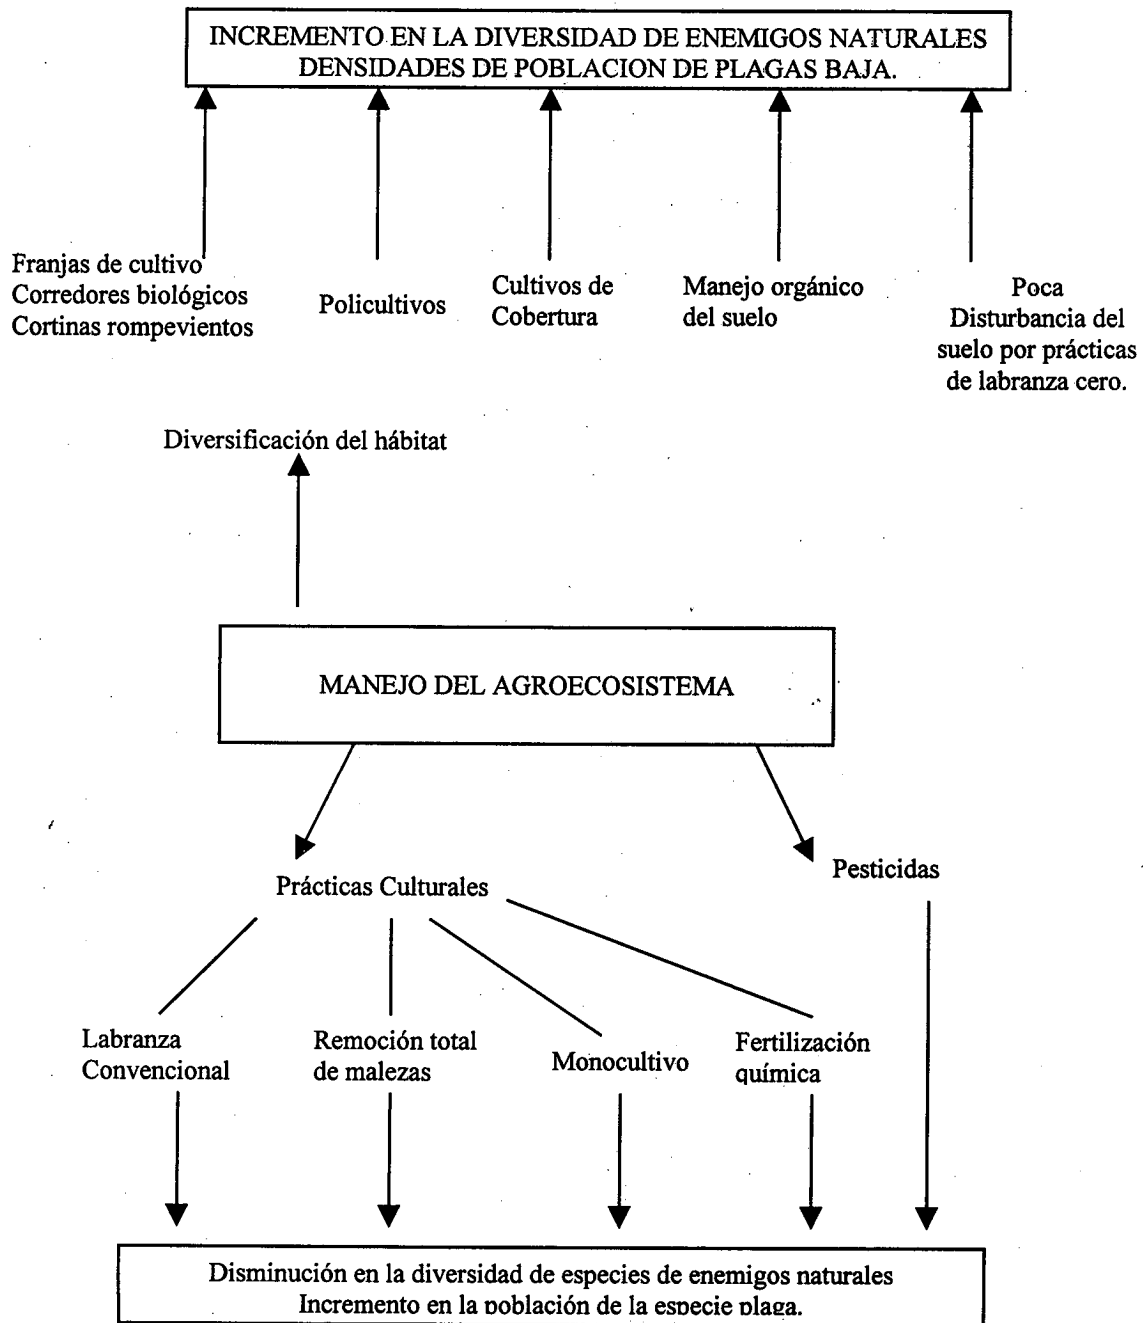 INCREMENTO EN LA DIVERSIDAD DE ENEMIGOS NATURALES
DENSIDADES DE POBLACION DE PLAGAS BAJA.
Franjas de cultivo
Corredores biológicos
Cortinas rompevientos
Policultivos
Cultivos de
Cobertura
Manejo orgánico
del suelo
Poca
Disturbancia del
suelo por prácticas
de labranza cero.
Diversificación del hábitat
MANEJO DEL AGROECOSISTEMA
Prácticas Culturales
Pesticidas
Labranza
Convencional
Remoción total
de malezas
Monocultivo
Fertilización
química
Disminución en la diversidad de especies de enemigos naturales
Incremento en la población de la especie plaga.